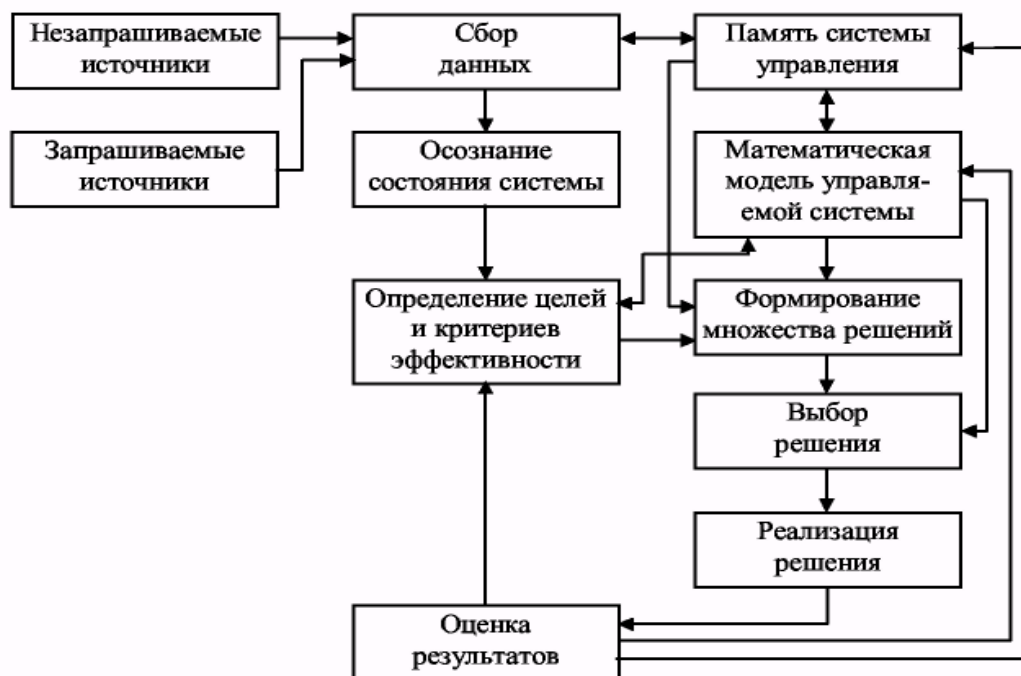 Незапрашиваемые
источники
Сбор
данных
Память системы
управления
Запрашиваемые
источники
Осознание
состояния системы
Математическая
модель управля-
емой системы
Определение целей
и критериев
эффективности
Формирование
множества решений
Выбор
решения
Реализация
решения
Оценка
результатов